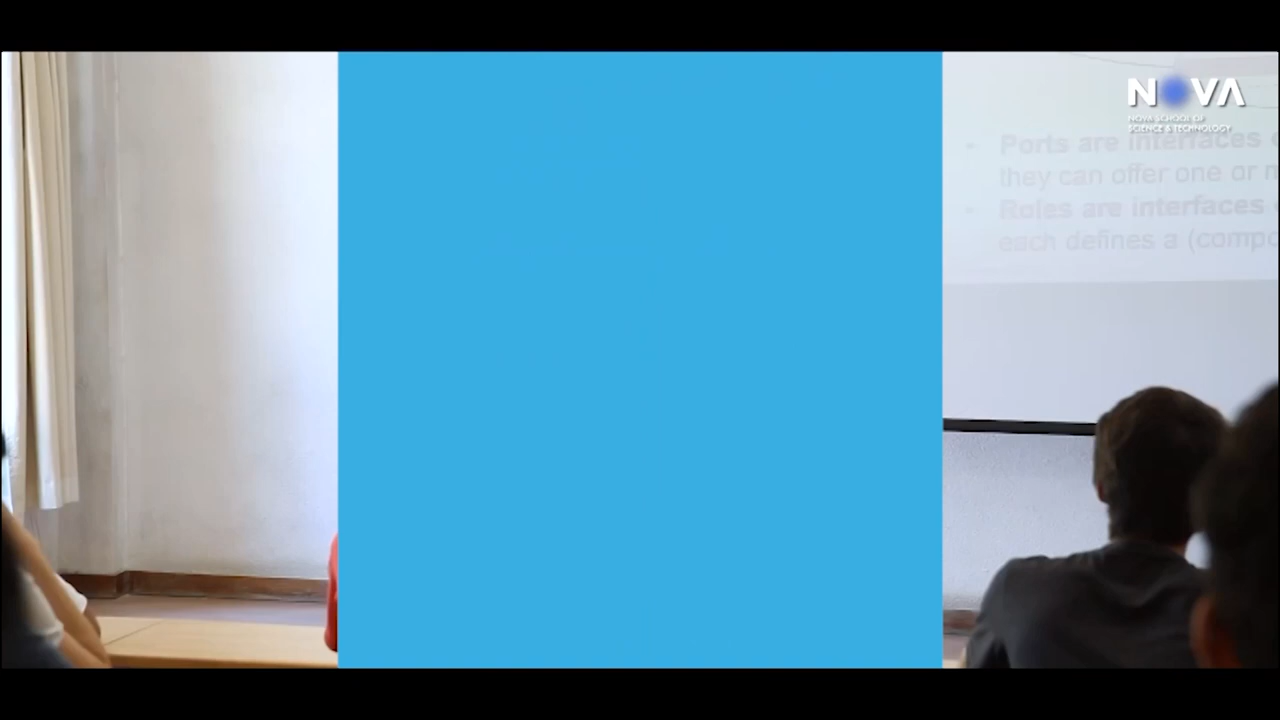 NOVA
NOVA SCHOOL OF
SCIENCE & TECHNOLOGY
Ports are interfaces
they can offer one or
Roles are interfaces
each defines a (compo